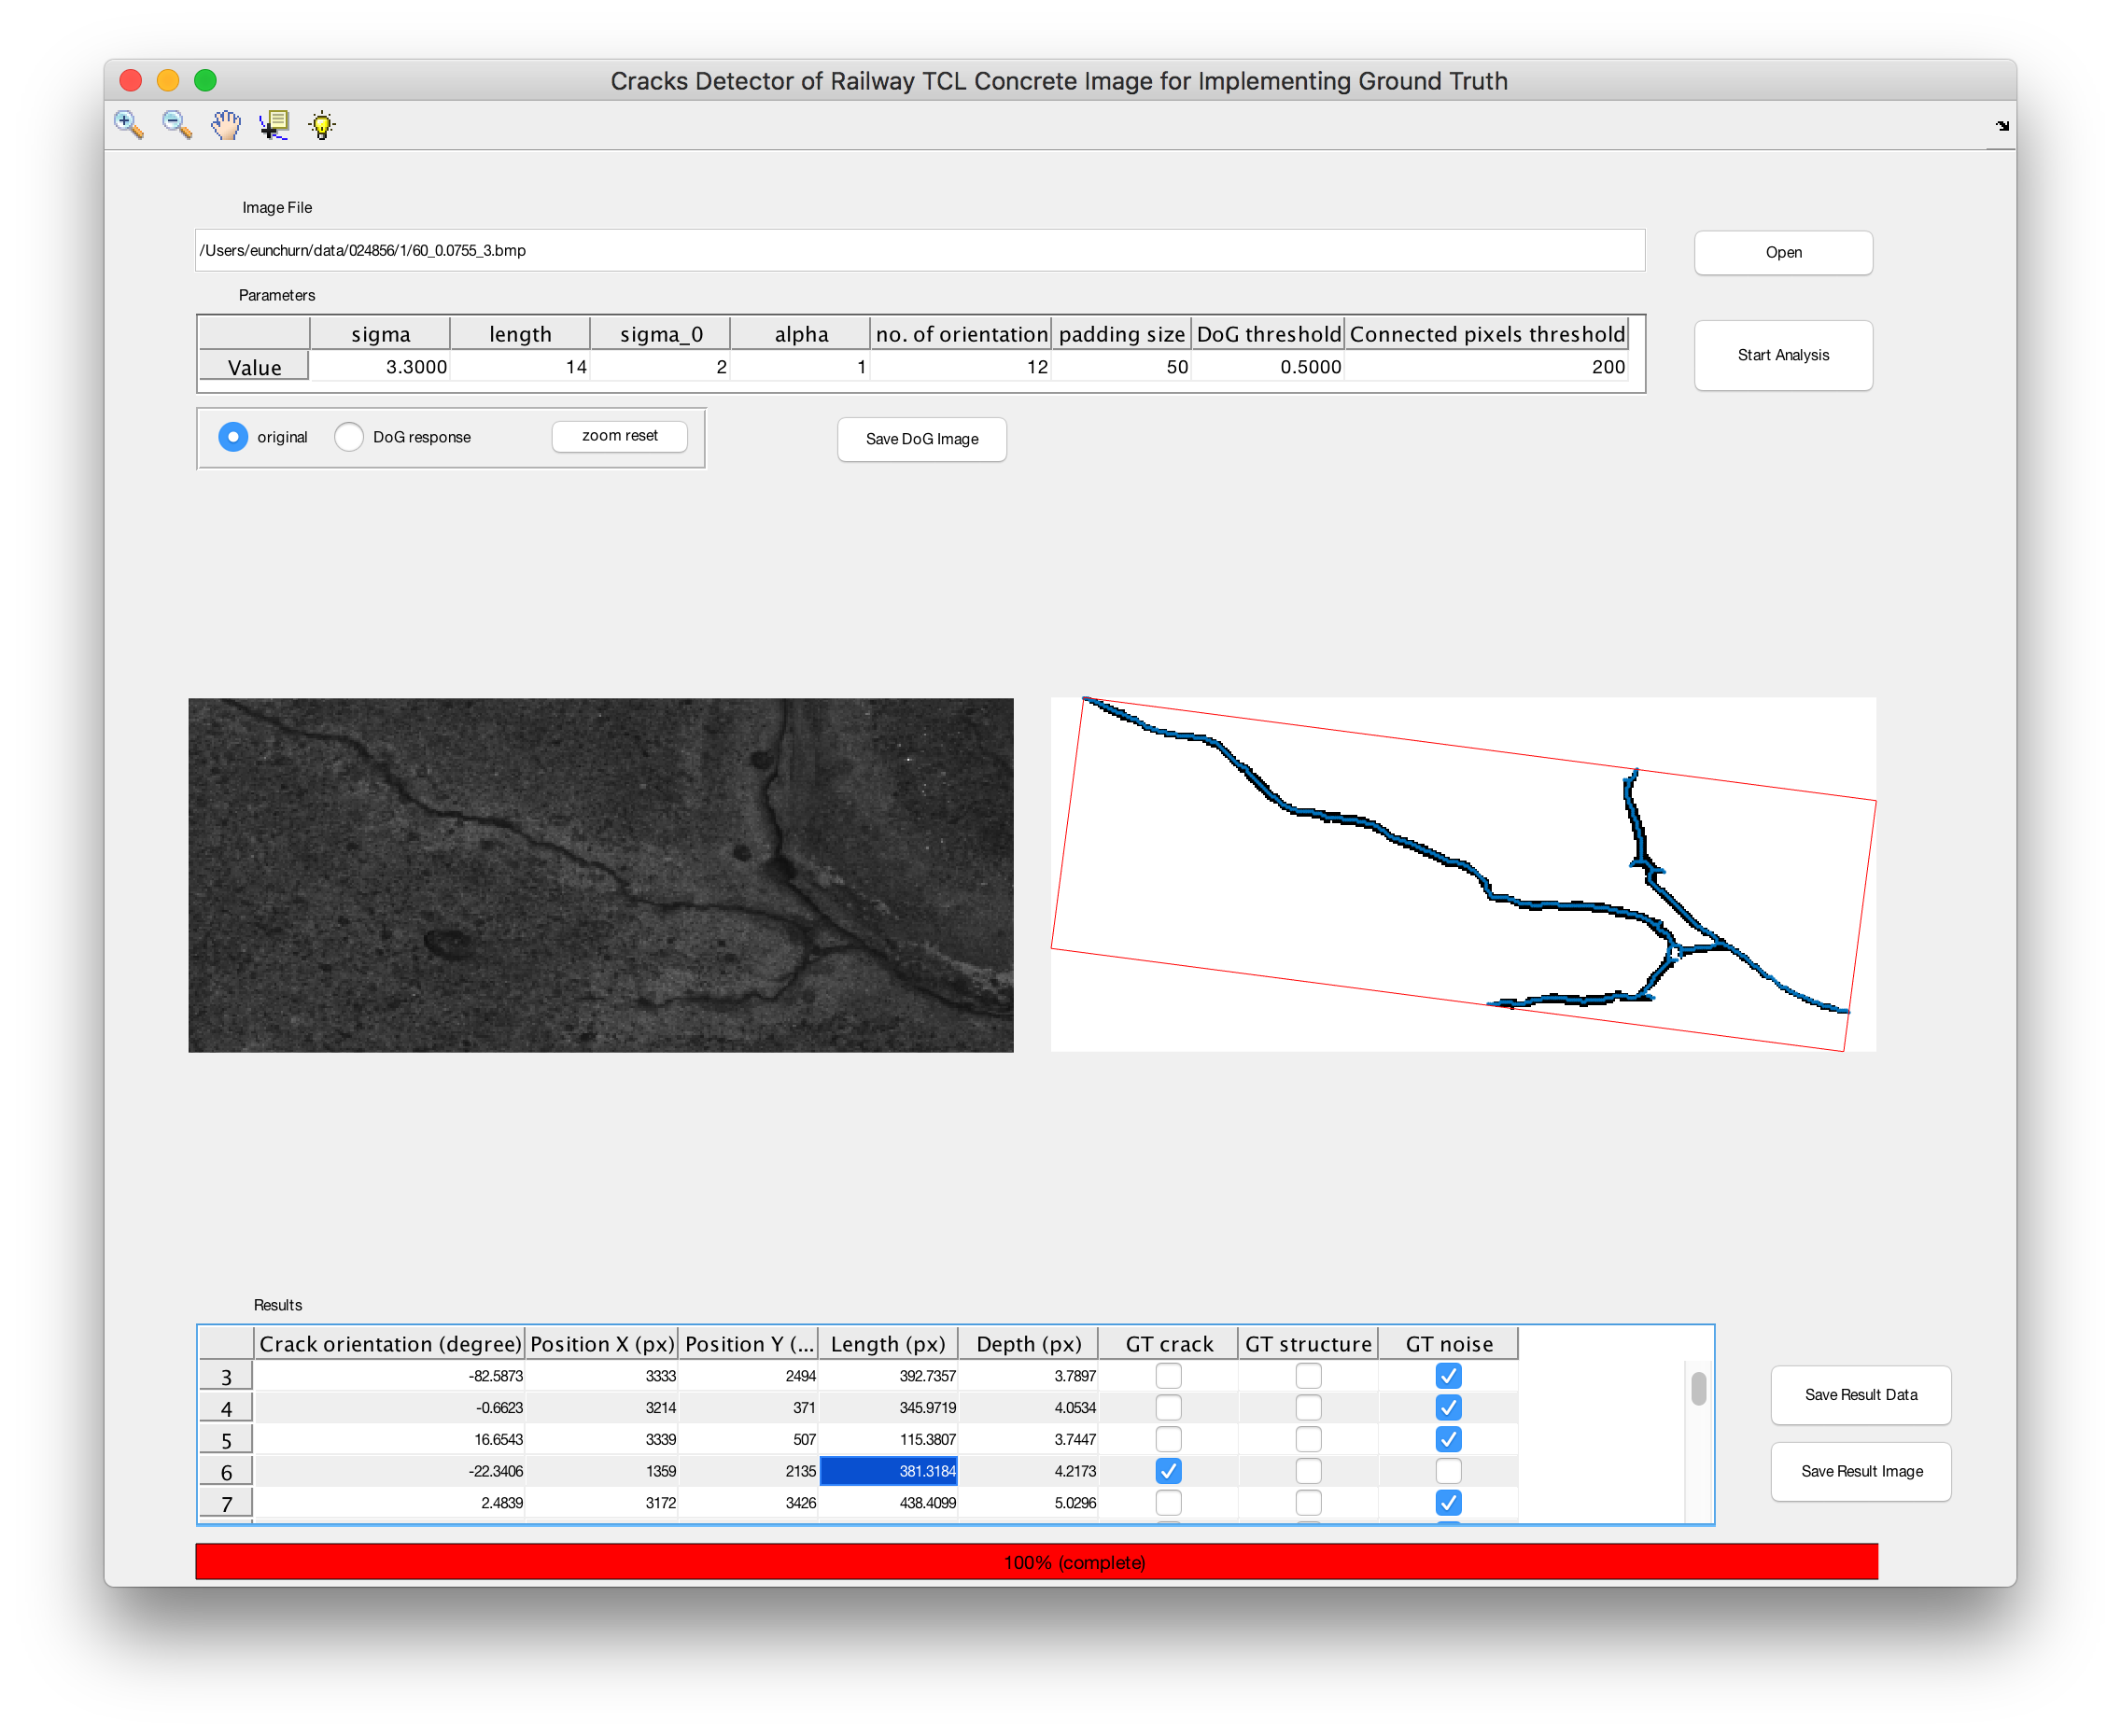 Cracks Detector of Railway TCL Concrete Image for Implementing Ground Truth
Image File
/Users/eunchurn/data/024856/1/60_0.0755_3.bmp
Open
Parameters
sigma length sigma_0 alpha no. of orientation padding size DoG threshold Connected pixels threshold
Value 3.3000 14 2 1 12 50 0.5000 200
Start Analysis
original DoG response zoom reset
Save DoG Image
Results
Crack orientation (degree) Position X (px) Position Y (... Length (px) Depth (px) GT crack GT structure GT noise
3 -82.5873 3333 2494 392.7357 3.7897
4 -0.6623 3214 371 345.9719 4.0534
5 16.6543 3339 507 115.3807 3.7447
6 -22.3406 1359 2135 381.3184 4.2173
7 2.4839 3172 3426 438.4099 5.0296
Save Result Data
Save Result Image
100% (complete)